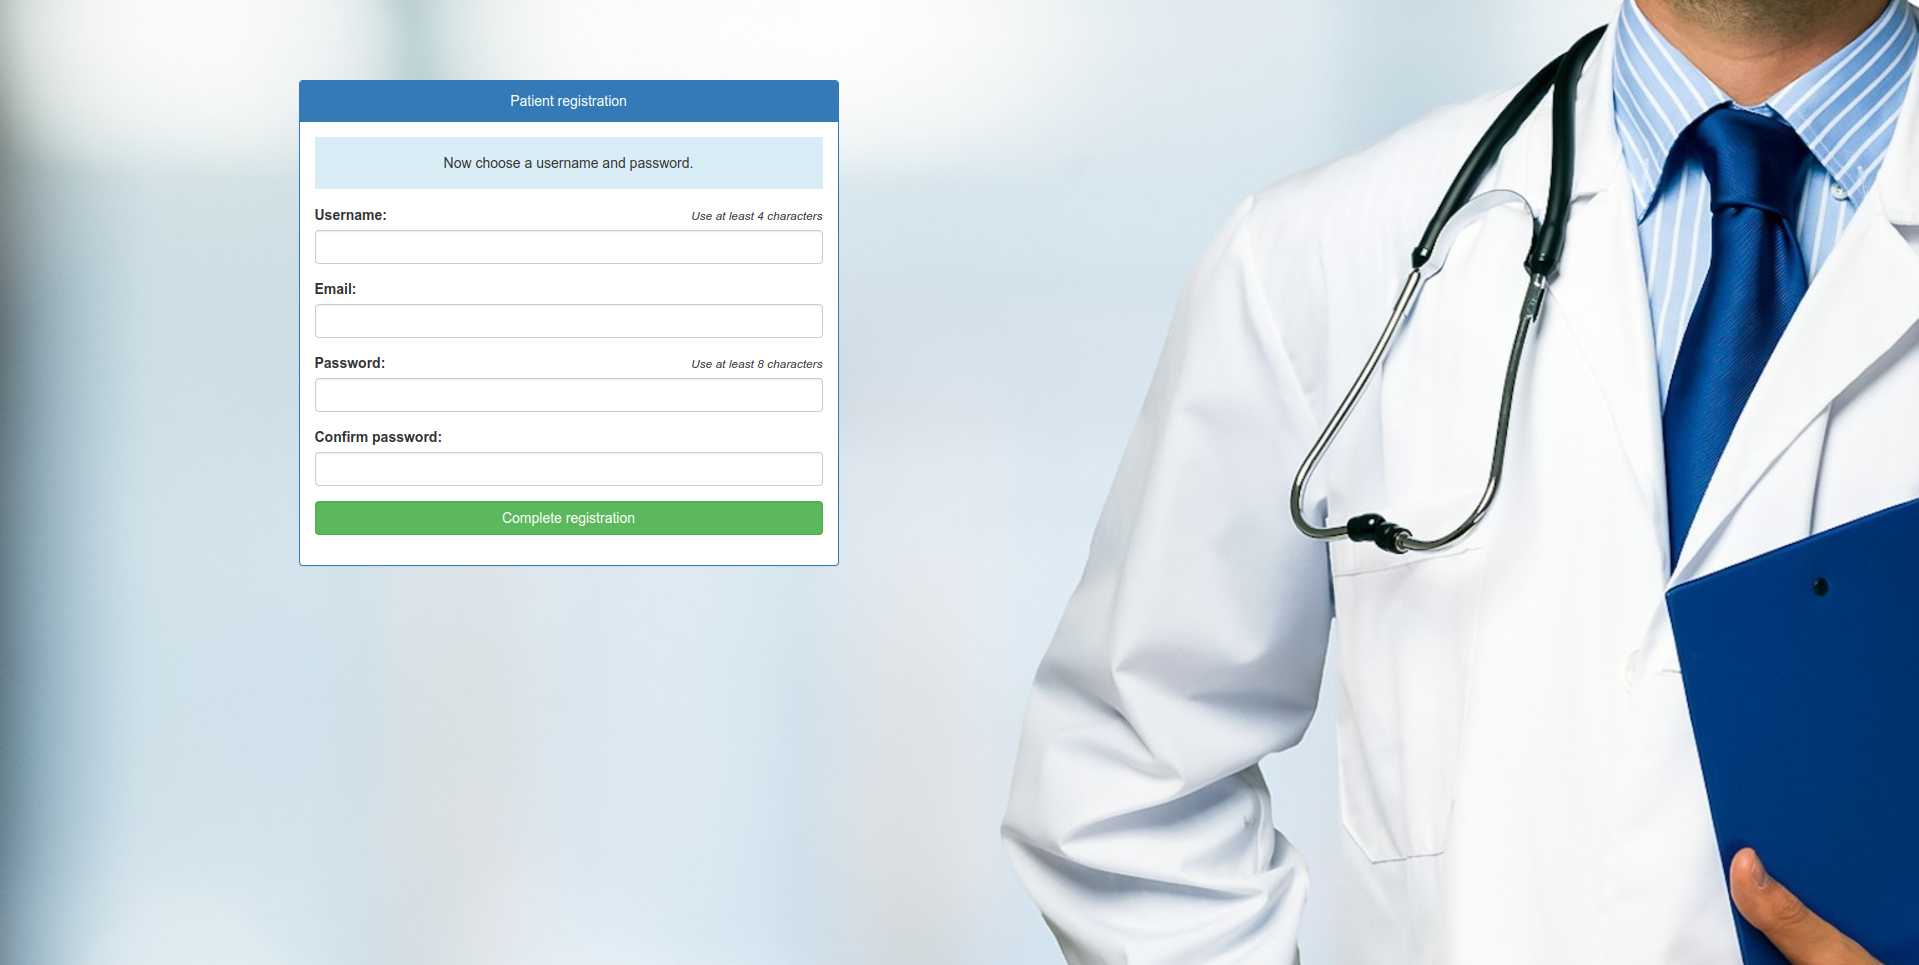 Patient registration
Now choose a username and password.
Username: Use at least 4 characters
Email:
Password: Use at least 8 characters
Confirm password:
Complete registration